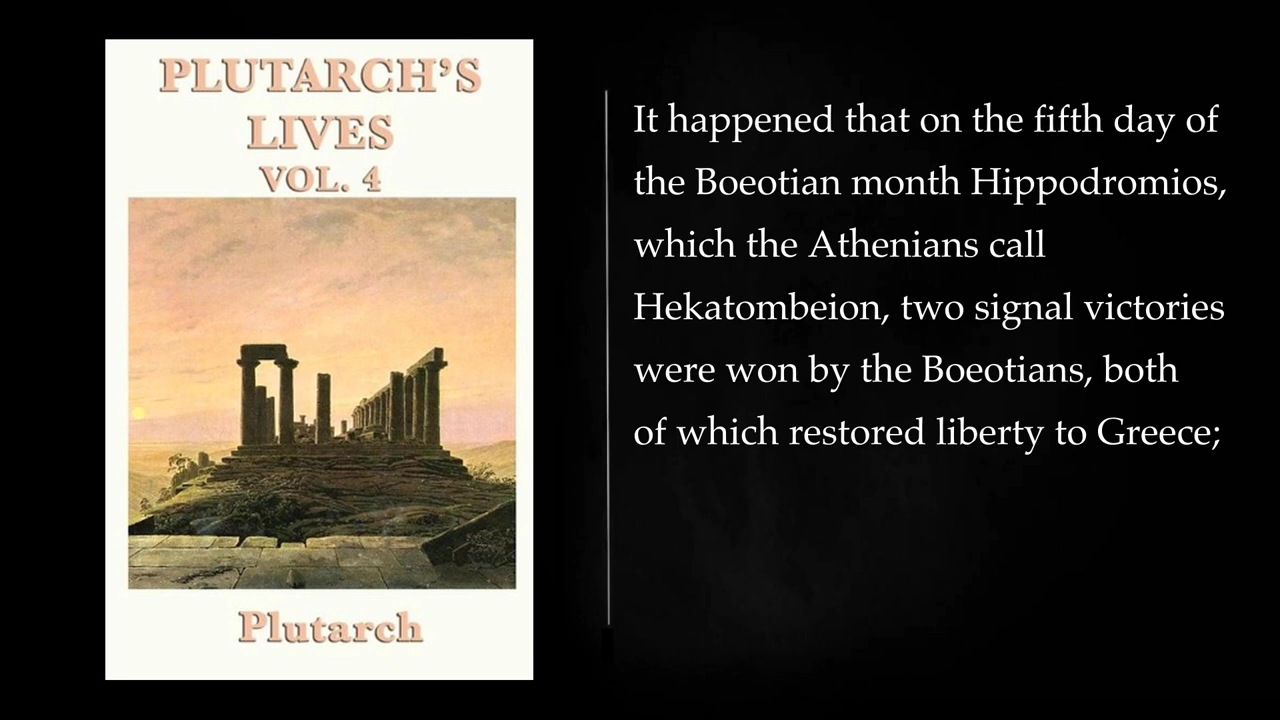 PLUTARCH'S
LIVES
VOL. 4
Plutarch
It happened that on the fifth day of
the Boeotian month Hippodromios,
which the Athenians call
Hekatombeion, two signal victories
were won by the Boeotians, both
of which restored liberty to Greece;